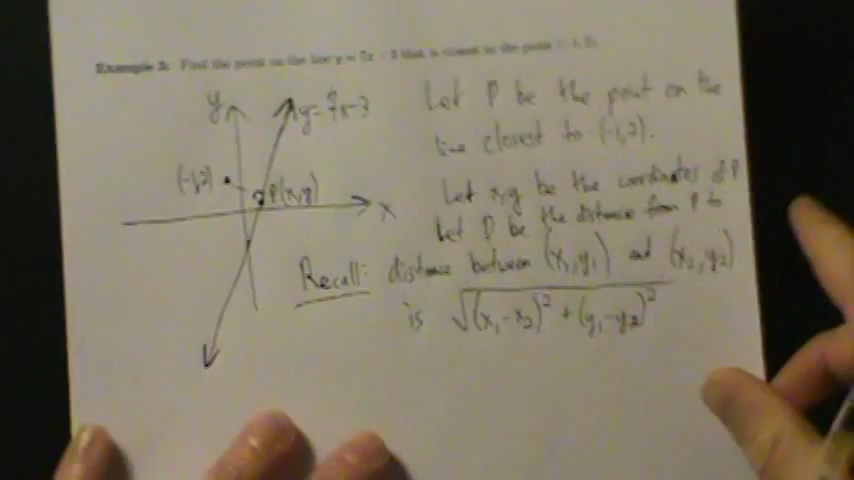 Example 2: Find the point on the line y = 7x - 3 that is closest to the point (-1, 2).
y
y=7x-3
(-1,2)
P(x,y)
x
Let P be the point on the
line closest to (-1,2).
Let x,y be the coordinates of P
Let D be the distance from P to
Recall: distance between (x₁,y₁) and (x₂,y₂)
is √(x₁-x₂)² + (y₁-y₂)²